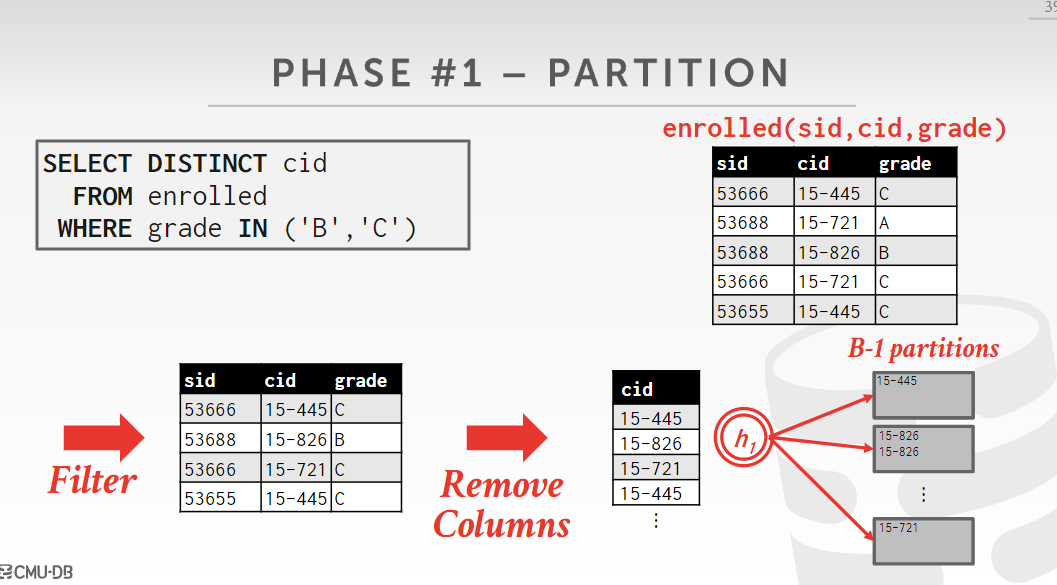 39
PHASE #1 – PARTITION
SELECT DISTINCT cid
FROM enrolled
WHERE grade IN ('B','C')
enrolled(sid,cid,grade)
sid cid grade
53666 15-445 C
53688 15-721 A
53688 15-826 B
53666 15-721 C
53655 15-445 C
Filter
sid cid grade
53666 15-445 C
53688 15-826 B
53666 15-721 C
53655 15-445 C
Remove
Columns
cid
15-445
15-826
15-721
15-445
⋮
h1
B-1 partitions
15-445
15-826
15-826
⋮
15-721
CMU·DB